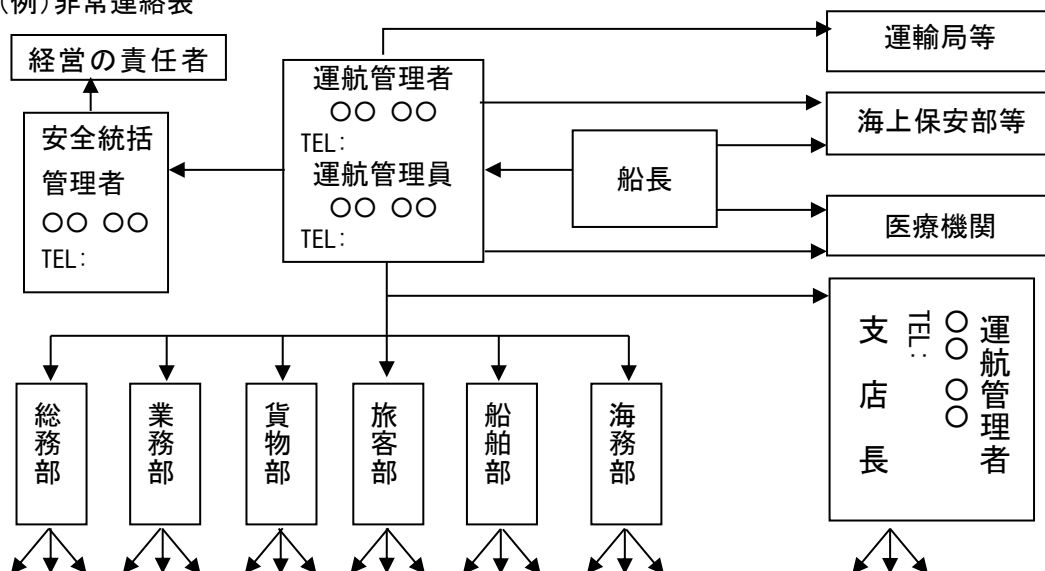 (例)非常連絡表
経営の責任者
安全統括
管理者
○○ ○○
TEL:
運航管理者
○○ ○○
TEL:
運航管理員
○○ ○○
TEL:
船長
運輸局等
海上保安部等
医療機関
運航管理者
○○ ○○
TEL:
支店長
総務部
業務部
貨物部
旅客部
船舶部
海務部